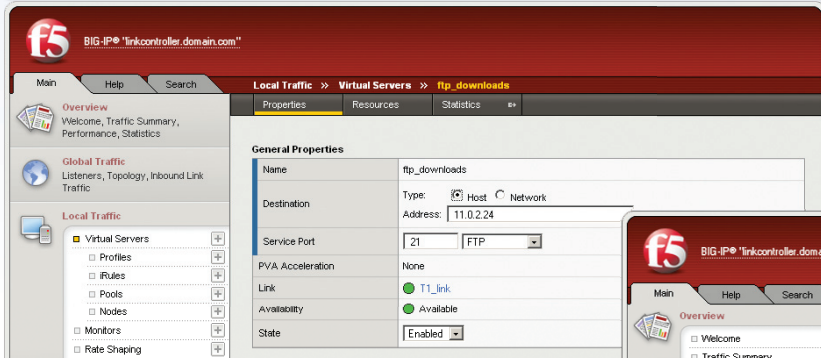 f5
BIG-IP® "linkcontroller.domain.com"
Main Help Search
Local Traffic » Virtual Servers » ftp_downloads
Properties Resources Statistics
Overview
Welcome, Traffic Summary,
Performance, Statistics
Global Traffic
Listeners, Topology, Inbound Link
Traffic
Local Traffic
Virtual Servers
Profiles
iRules
Pools
Nodes
Monitors
Rate Shaping
General Properties
Name ftp_downloads
Destination
Type: Host Network
Address: 11.0.2.24
Service Port 21 FTP
PVA Acceleration None
Link T1_link
Availability Available
State Enabled
f5
BIG-IP® "linkcontroller.doma
Main Help Search
Overview
Welcome
Traffic Summary